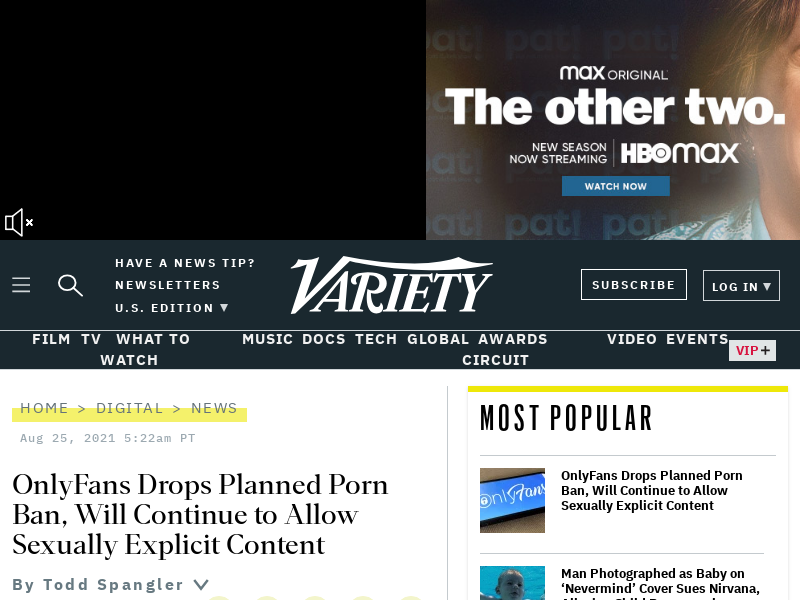 max ORIGINAL
The other two.
NEW SEASON
NOW STREAMING
HBO max
WATCH NOW
HAVE A NEWS TIP?
NEWSLETTERS
U.S. EDITION
VARIETY
SUBSCRIBE
LOG IN
FILM TV WHAT TO WATCH
MUSIC DOCS TECH GLOBAL AWARDS CIRCUIT
VIDEO EVENTS
VIP+
HOME > DIGITAL > NEWS
Aug 25, 2021 5:22am PT
OnlyFans Drops Planned Porn
Ban, Will Continue to Allow
Sexually Explicit Content
By Todd Spangler
MOST POPULAR
OnlyFans
OnlyFans Drops Planned Porn
Ban, Will Continue to Allow
Sexually Explicit Content
Man Photographed as Baby on
‘Nevermind’ Cover Sues Nirvana,